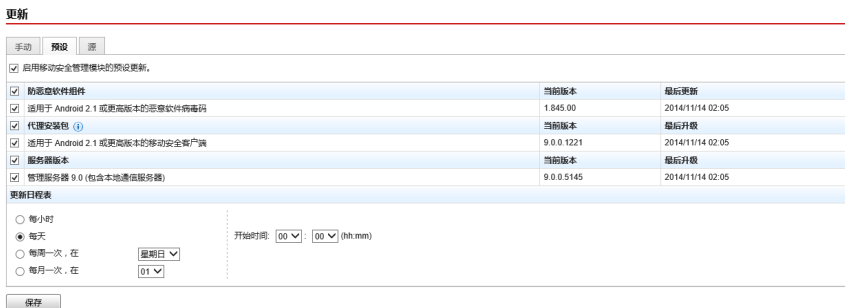 更新
手动 预设 源
启用移动安全管理模块的预设更新。
防恶意软件组件 当前版本 最后更新
适用于 Android 2.1 或更高版本的恶意软件病毒码 1.845.00 2014/11/14 02:05
代理安装包 当前版本 最后升级
适用于 Android 2.1 或更高版本的移动安全客户端 9.0.0.1221 2014/11/14 02:05
服务器版本 当前版本 最后升级
管理服务器 9.0 (包含本地通信服务器) 9.0.0.5145 2014/11/14 02:05
更新日程表
每小时
每天 开始时间: 00 : 00 (hh:mm)
每周一次，在 星期日
每月一次，在 01
保存